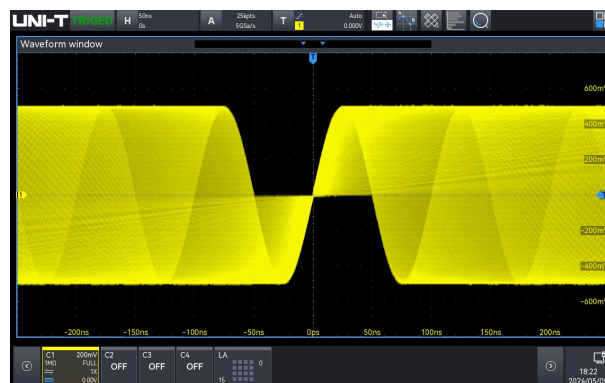 UNI-T TRIGED H 50ns 0s A 25kpts 5GSa/s T 1 Auto 0.000V
Waveform window
T
600mV
400mV
200mV
1
-200mV
-400mV
-600mV
-200ns -150ns -100ns -50ns 0ps 50ns 100ns 150ns 200ns
C1 200mV C2 C3 C4 LA
1MΩ FULL OFF OFF OFF 0
1X
0.00V 15
18:22